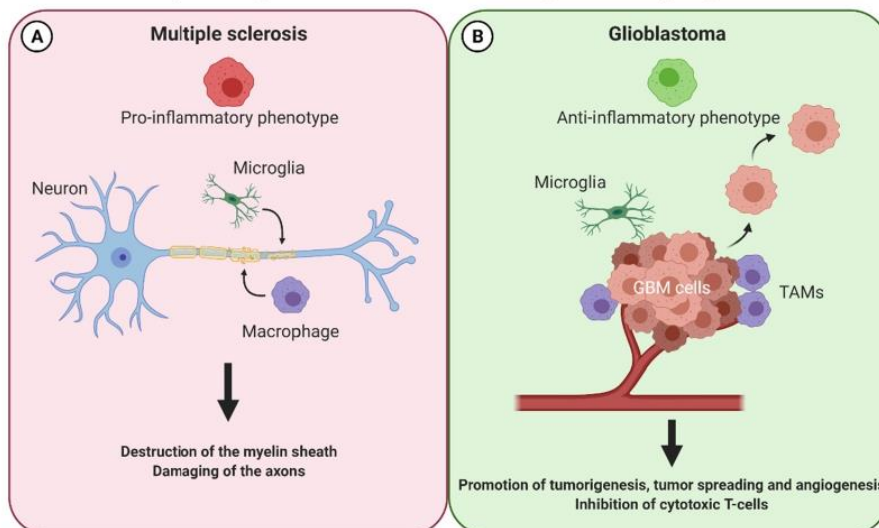 A
Multiple sclerosis
Pro-inflammatory phenotype
Microglia
Neuron
Macrophage
Destruction of the myelin sheath
Damaging of the axons
B
Glioblastoma
Anti-inflammatory phenotype
Microglia
GBM cells
TAMs
Promotion of tumorigenesis, tumor spreading and angiogenesis
Inhibition of cytotoxic T-cells